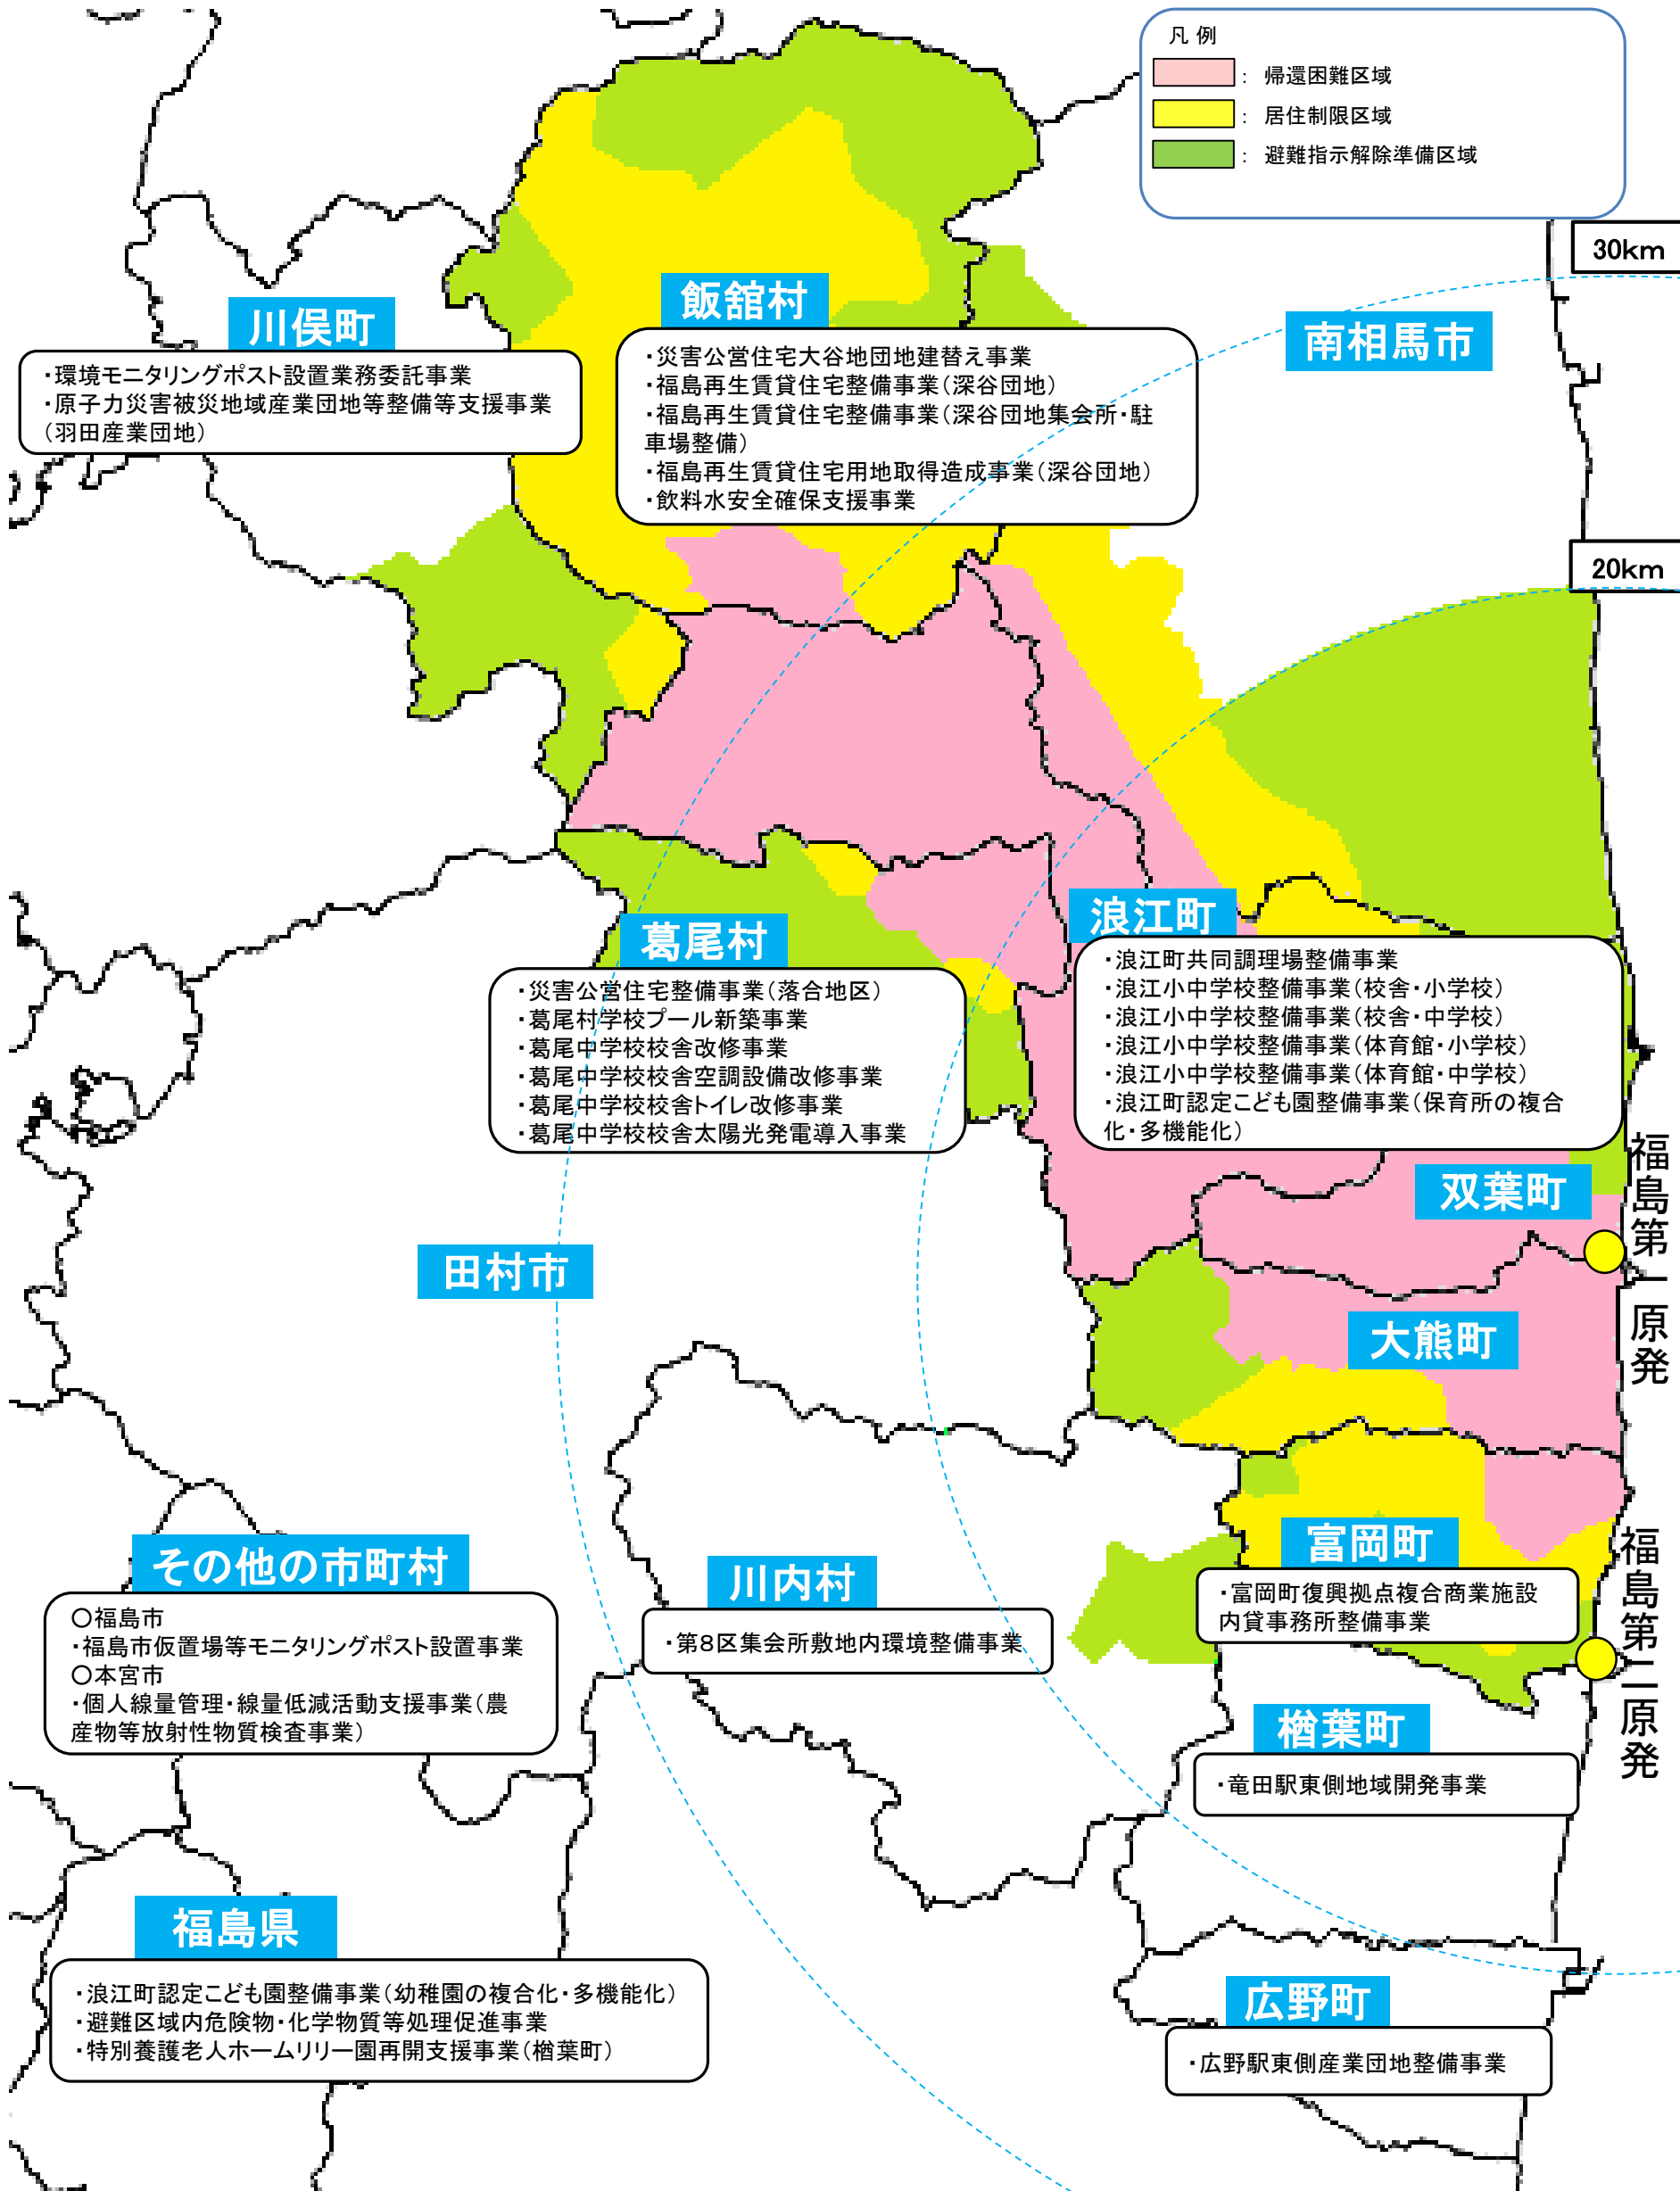 凡 例
： 帰還困難区域
： 居住制限区域
： 避難指示解除準備区域
30km
20km
川俣町
・環境モニタリングポスト設置業務委託事業
・原子力災害被災地域産業団地等整備等支援事業
（羽田産業団地）
飯舘村
・災害公営住宅大谷地団地建替え事業
・福島再生賃貸住宅整備事業（深谷団地）
・福島再生賃貸住宅整備事業（深谷団地集会所・駐
車場整備）
・福島再生賃貸住宅用地取得造成事業（深谷団地）
・飲料水安全確保支援事業
南相馬市
葛尾村
・災害公営住宅整備事業（落合地区）
・葛尾村学校プール新築事業
・葛尾中学校校舎改修事業
・葛尾中学校校舎空調設備改修事業
・葛尾中学校校舎トイレ改修事業
・葛尾中学校校舎太陽光発電導入事業
浪江町
・浪江町共同調理場整備事業
・浪江小中学校整備事業（校舎・小学校）
・浪江小中学校整備事業（校舎・中学校）
・浪江小中学校整備事業（体育館・小学校）
・浪江小中学校整備事業（体育館・中学校）
・浪江町認定こども園整備事業（保育所の複合
化・多機能化）
双葉町
福島第一原発
田村市
大熊町
富岡町
・富岡町復興拠点複合商業施設
内貸事務所整備事業
福島第二原発
その他の市町村
○福島市
・福島市仮置場等モニタリングポスト設置事業
○本宮市
・個人線量管理・線量低減活動支援事業（農
産物等放射性物質検査事業）
川内村
・第８区集会所敷地内環境整備事業
楢葉町
・竜田駅東側地域開発事業
福島県
・浪江町認定こども園整備事業（幼稚園の複合化・多機能化）
・避難区域内危険物・化学物質等処理促進事業
・特別養護老人ホームリリー園再開支援事業（楢葉町）
広野町
・広野駅東側産業団地整備事業